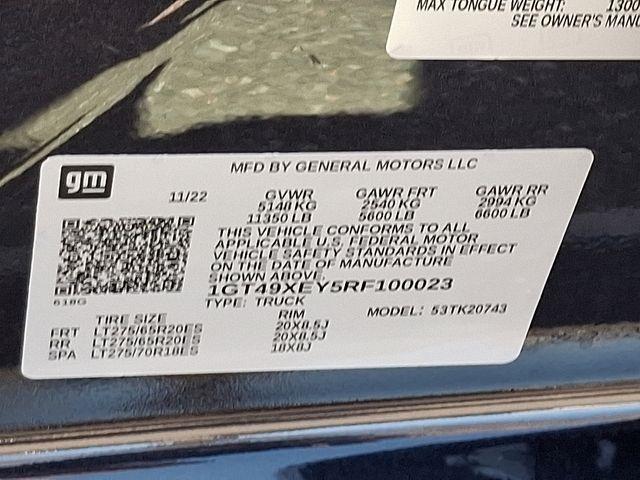 MAX TONGUE WEIGHT: 1300
SEE OWNER'S MANU
gm
MFD BY GENERAL MOTORS LLC
11/22 GVWR GAWR FRT GAWR RR
5148 KG 2540 KG 2994 KG
11350 LB 5600 LB 6600 LB
THIS VEHICLE CONFORMS TO ALL
APPLICABLE U.S. FEDERAL MOTOR
VEHICLE SAFETY STANDARDS IN EFFECT
ON THE DATE OF MANUFACTURE
SHOWN ABOVE.
618G
1GT49XEY5RF100023
TYPE: TRUCK
MODEL: 53TK20743
TIRE SIZE RIM
FRT LT275/65R20ES 20X8.5J
RR LT275/65R20ES 20X8.5J
SPA LT275/70R18ES 18X8J